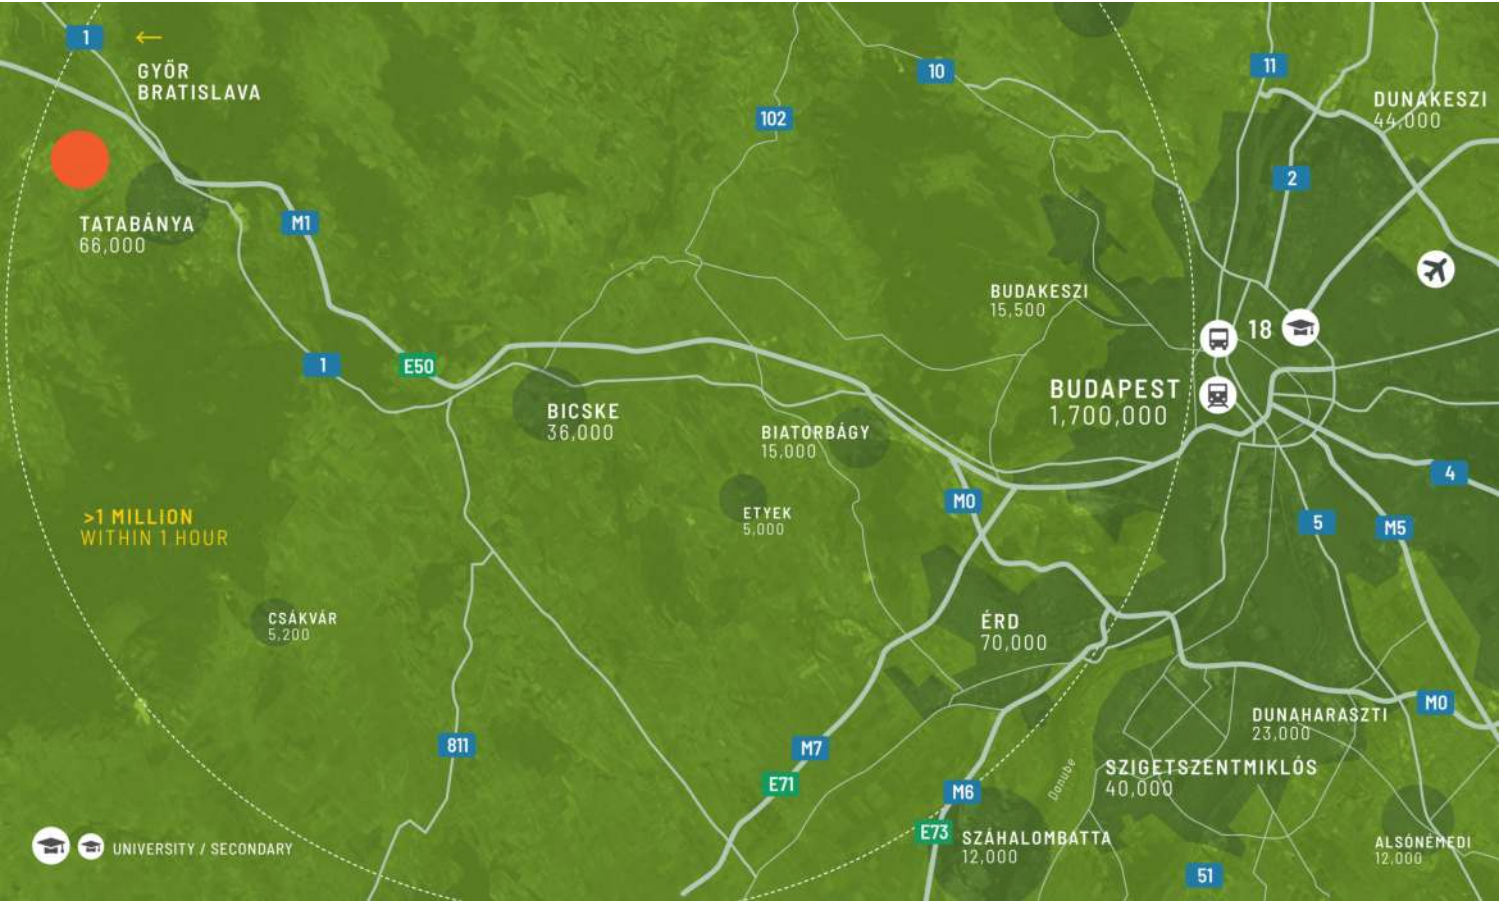 1
←
GYŐR
BRATISLAVA
10
11
102
DUNAKESZI
44,000
2
TATABÁNYA
66,000
M1
BUDAKESZI
15,500
18
1
E50
BUDAPEST
1,700,000
BICSKE
36,000
BIATORBÁGY
15,000
4
M0
ETYEK
5,000
5
M5
>1 MILLION
WITHIN 1 HOUR
CSÁKVÁR
5,200
ÉRD
70,000
M0
DUNAHARASZTI
23,000
811
M7
E71
SZIGETSZENTMIKLÓS
40,000
Danube
M6
E73
SZÁHALOMBATTA
12,000
ALSÓNÉMEDI
12,000
UNIVERSITY / SECONDARY
51